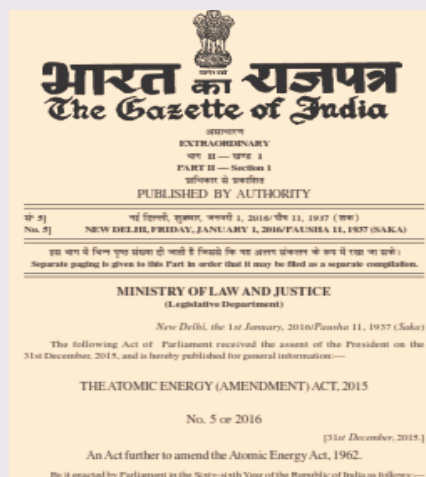 भारत का राजपत्र
The Gazette of India
असाधारण
EXTRAORDINARY
भाग II — खण्ड 1
PART II — Section 1
प्राधिकार से प्रकाशित
PUBLISHED BY AUTHORITY
सं॰ 5] नई दिल्ली, शुक्रवार, जनवरी 1, 2016/पौष 11, 1937 (शक)
No. 5] NEW DELHI, FRIDAY, JANUARY 1, 2016/PAUSHA 11, 1937 (SAKA)
इस भाग में भिन्न पृष्ठ संख्या दी जाती है जिससे कि यह अलग संकलन के रूप में रखा जा सके।
Separate paging is given to this Part in order that it may be filed as a separate compilation.
MINISTRY OF LAW AND JUSTICE
(Legislative Department)
New Delhi, the 1st January, 2016/Pausha 11, 1937 (Saka)
The following Act of Parliament received the assent of the President on the
31st December, 2015, and is hereby published for general information:—
THE ATOMIC ENERGY (AMENDMENT) ACT, 2015
No. 5 OF 2016
[31st December, 2015.]
An Act further to amend the Atomic Energy Act, 1962.
Be it enacted by Parliament in the Sixty-sixth Year of the Republic of India as follows:—